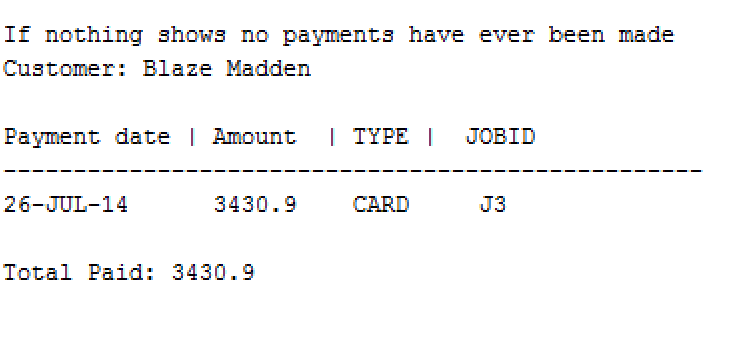 If nothing shows no payments have ever been made
Customer: Blaze Madden
Payment date | Amount | TYPE | JOBID
--------------------------------------------------
26-JUL-14 3430.9 CARD J3
Total Paid: 3430.9